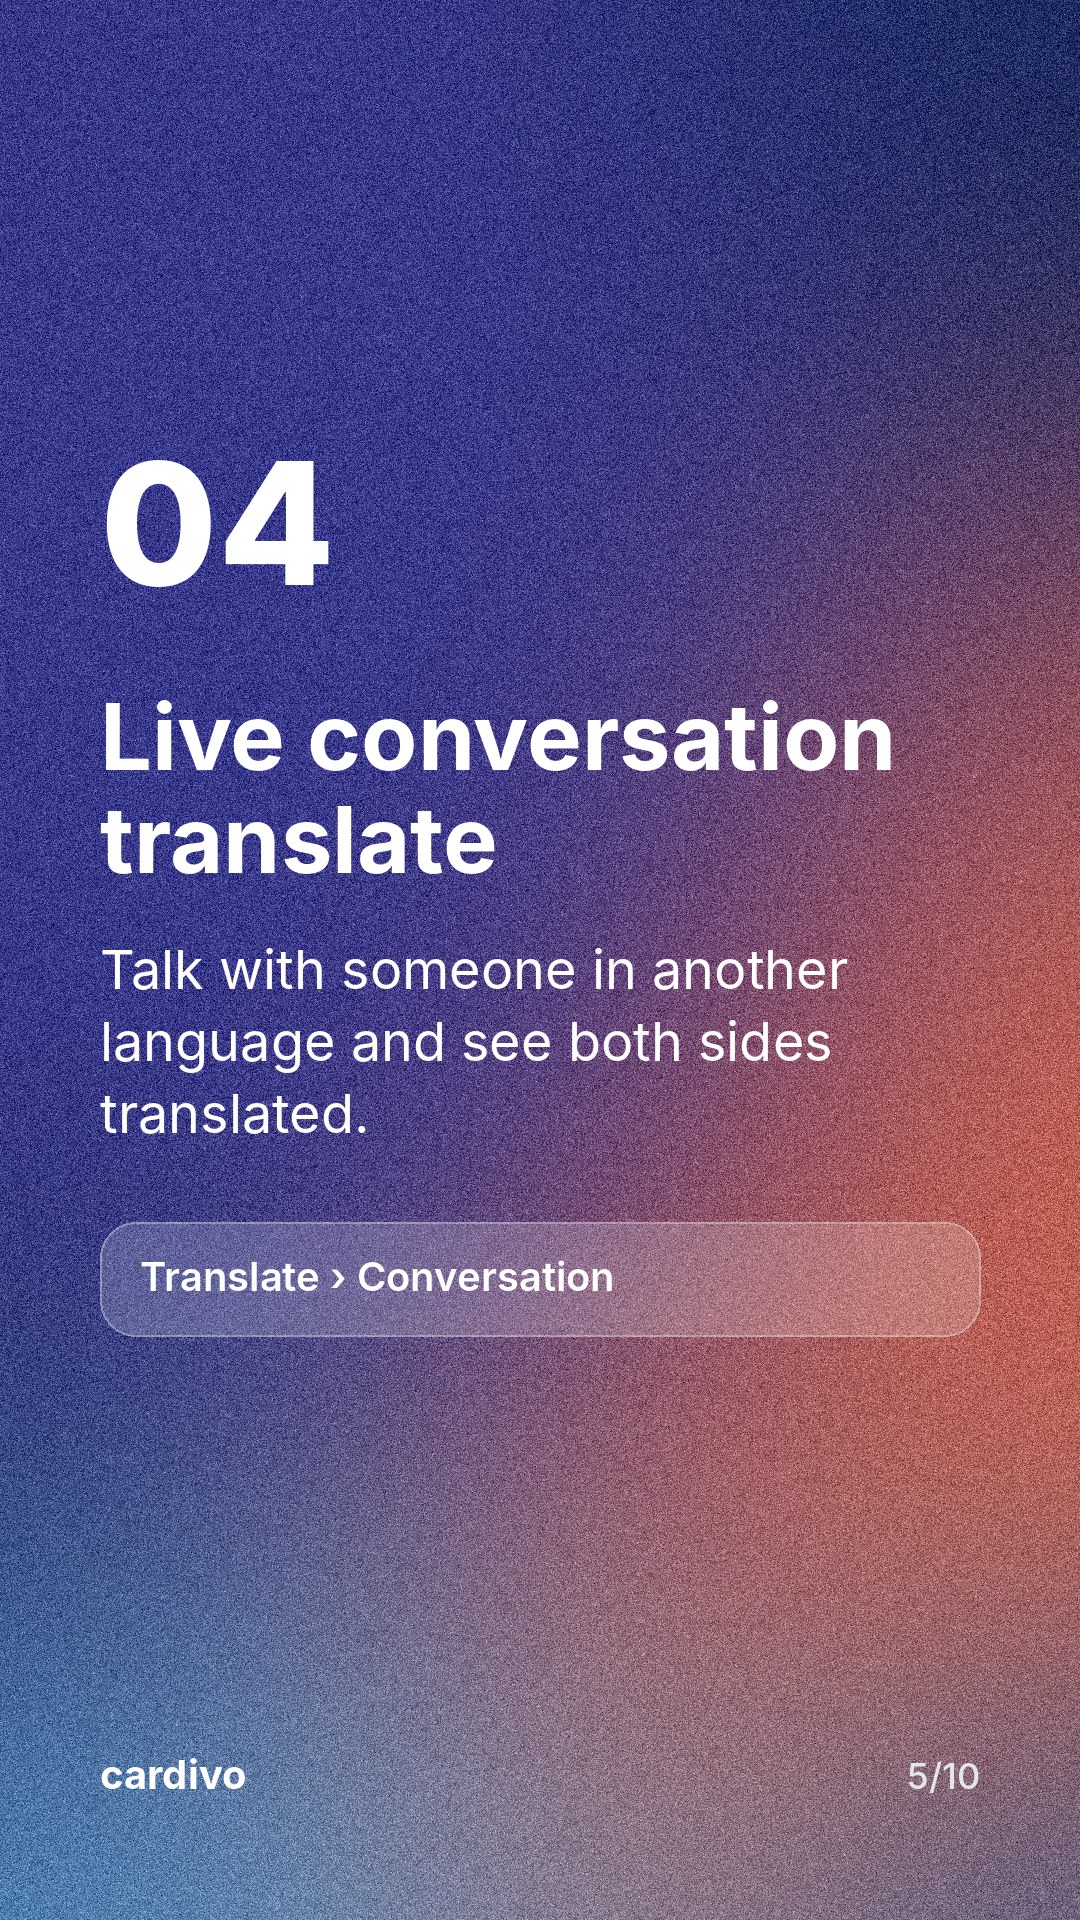 04
Live conversation
translate
Talk with someone in another
language and see both sides
translated.
Translate › Conversation
cardivo
5/10